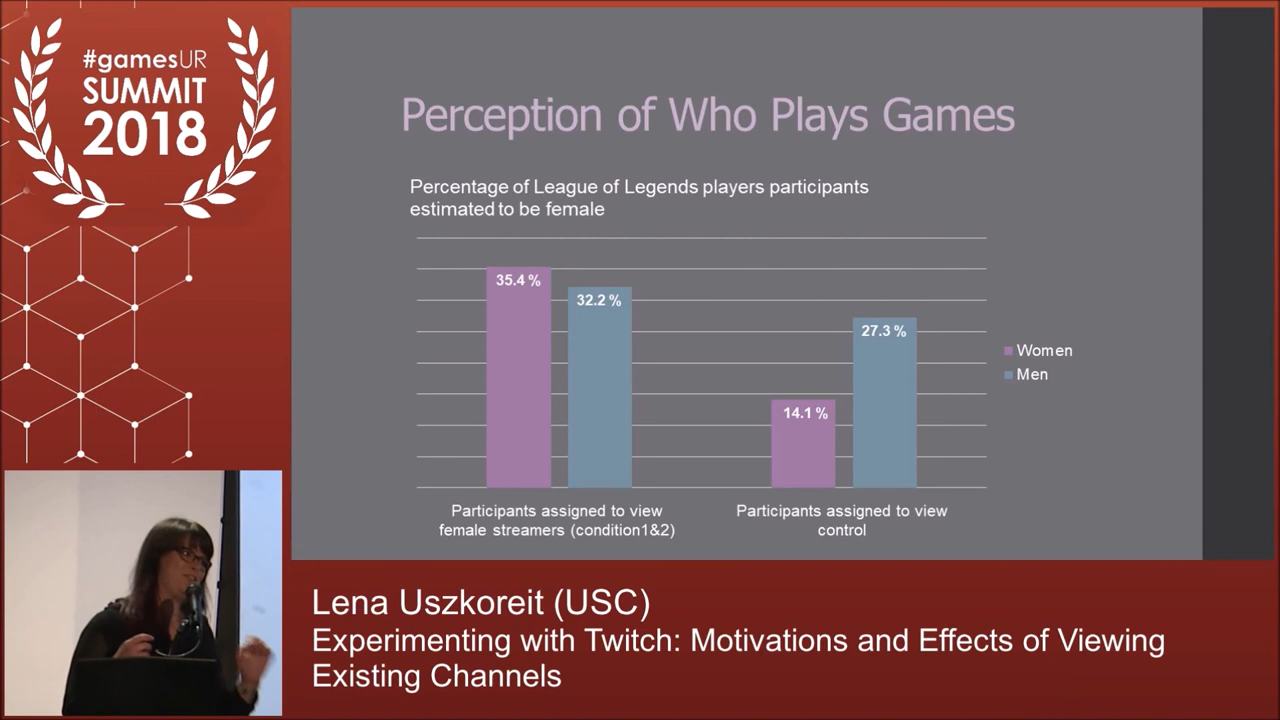 #gamesUR
SUMMIT
2018
Perception of Who Plays Games
Percentage of League of Legends players participants
estimated to be female
35.4 %
32.2 %
14.1 %
27.3 %
Women
Men
Participants assigned to view
female streamers (condition1&2)
Participants assigned to view
control
Lena Uszkoreit (USC)
Experimenting with Twitch: Motivations and Effects of Viewing
Existing Channels